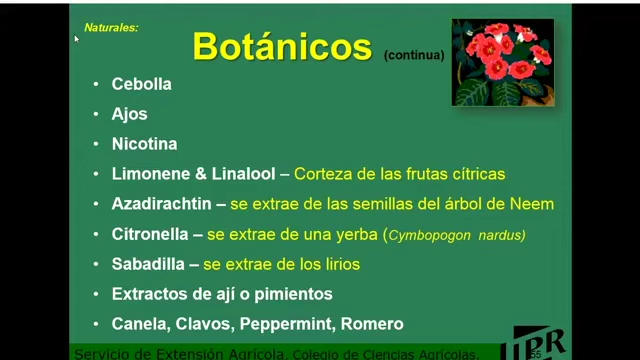 Naturales:
Botánicos (continua)
• Cebolla
• Ajos
• Nicotina
• Limonene & Linalool – Corteza de las frutas cítricas
• Azadirachtin – se extrae de las semillas del árbol de Neem
• Citronella – se extrae de una yerba (Cymbopogon nardus)
• Sabadilla – se extrae de los lirios
• Extractos de ají o pimientos
• Canela, Clavos, Peppermint, Romero
55
UPR
Servicio de Extensión Agrícola, Colegio de Ciencias Agrícolas,